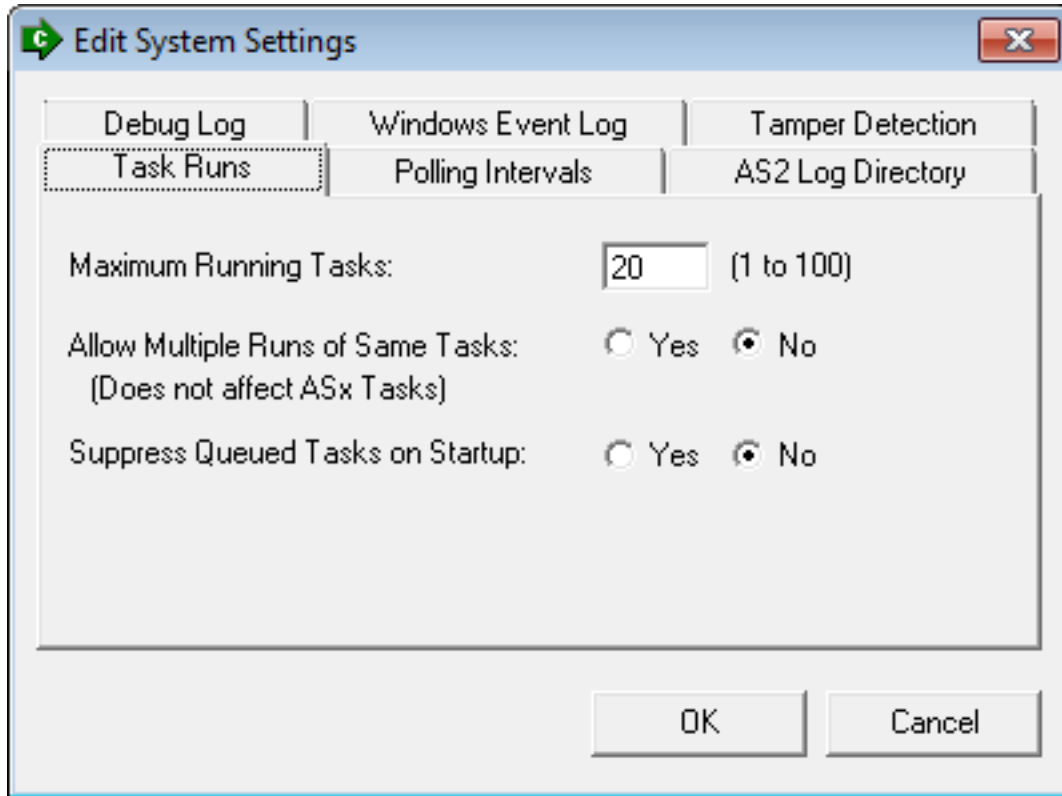 C Edit System Settings
Debug Log Windows Event Log Tamper Detection
Task Runs Polling Intervals AS2 Log Directory
Maximum Running Tasks: 20 (1 to 100)
Allow Multiple Runs of Same Tasks: Yes No
(Does not affect ASx Tasks)
Suppress Queued Tasks on Startup: Yes No
OK Cancel